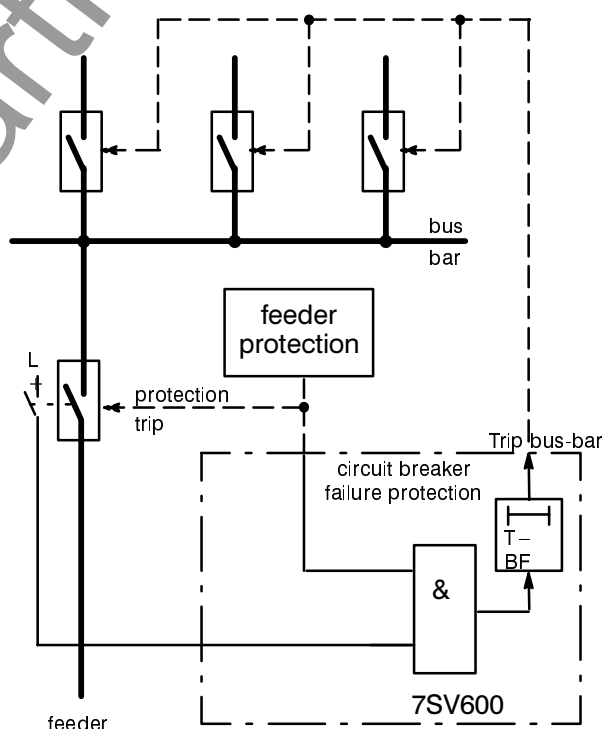 bus
bar
feeder
protection
L
+
protection
trip
Trip bus-bar
circuit breaker
failure protection
T–
BF
&
7SV600
feeder